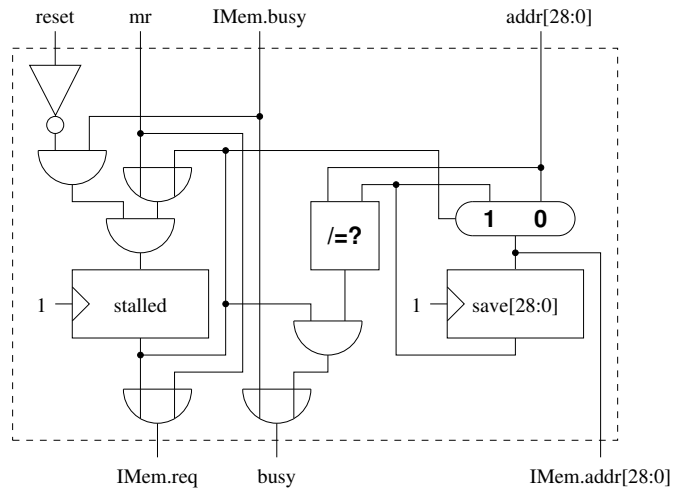 reset mr IMem.busy addr[28:0]
/=? 1 0
1 stalled 1 save[28:0]
IMem.req busy IMem.addr[28:0]